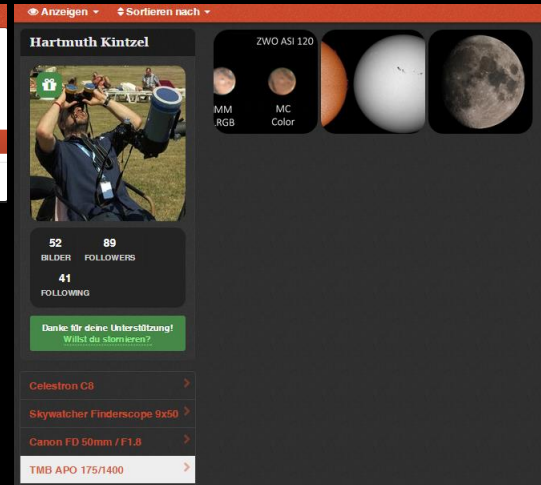 Anzeigen
Sortieren nach
Hartmuth Kintzel
ZWO ASI 120
MM MC
LRGB Color
52 89
BILDER FOLLOWERS
41
FOLLOWING
Danke für deine Unterstützung!
Willst du stornieren?
Celestron C8
Skywatcher Finderscope 9x50
Canon FD 50mm / F1.8
TMB APO 175/1400